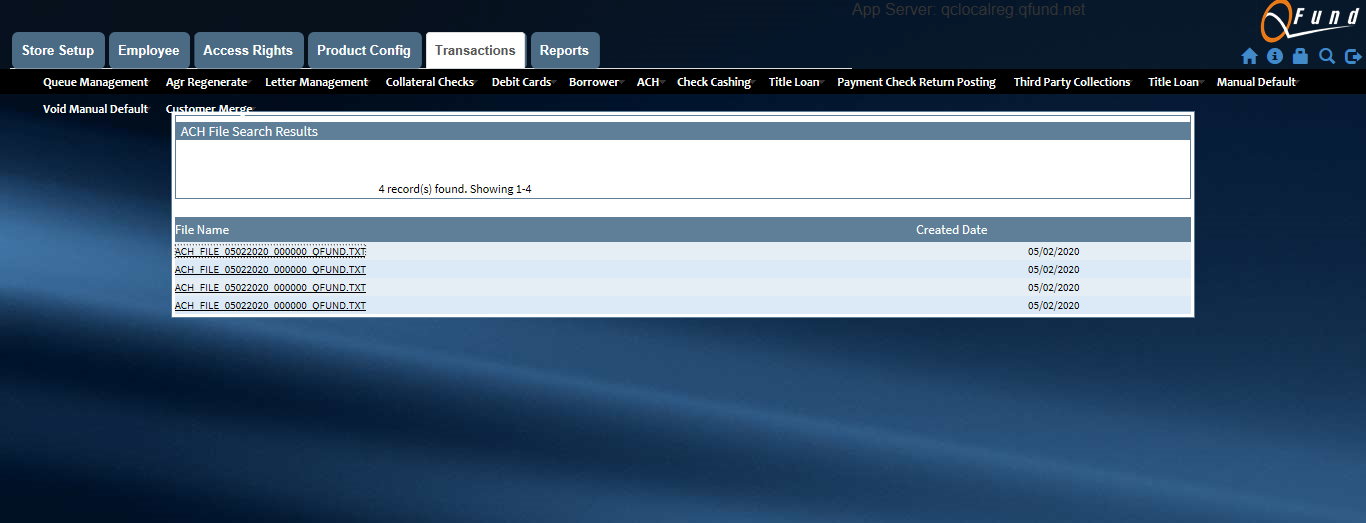 App Server: qclocalreg.qfund.net
QFund
Store Setup Employee Access Rights Product Config Transactions Reports
Queue Management Agr Regenerate Letter Management Collateral Checks Debit Cards Borrower ACH Check Cashing Title Loan Payment Check Return Posting Third Party Collections Title Loan Manual Default
Void Manual Default Customer Merge
ACH File Search Results
4 record(s) found. Showing 1-4
File Name Created Date
ACH_FILE_05022020_000000_QFUND.TXT 05/02/2020
ACH_FILE_05022020_000000_QFUND.TXT 05/02/2020
ACH_FILE_05022020_000000_QFUND.TXT 05/02/2020
ACH_FILE_05022020_000000_QFUND.TXT 05/02/2020